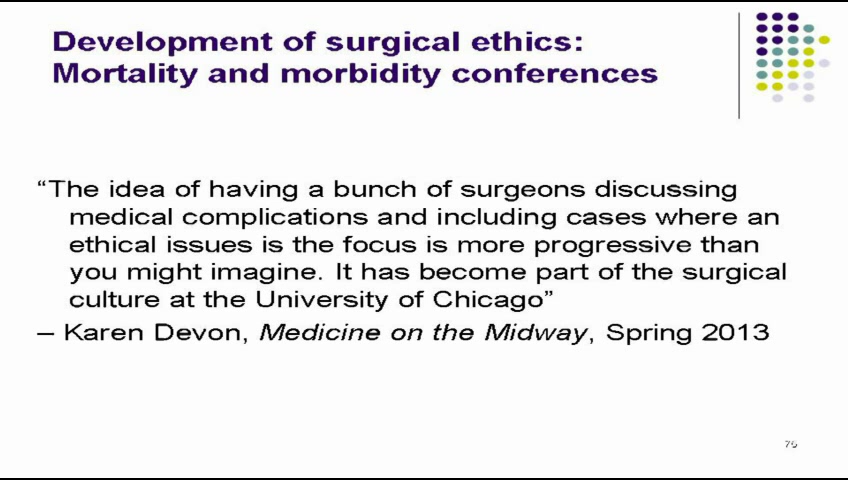 Development of surgical ethics:
Mortality and morbidity conferences
“The idea of having a bunch of surgeons discussing
medical complications and including cases where an
ethical issues is the focus is more progressive than
you might imagine. It has become part of the surgical
culture at the University of Chicago”
– Karen Devon, Medicine on the Midway, Spring 2013